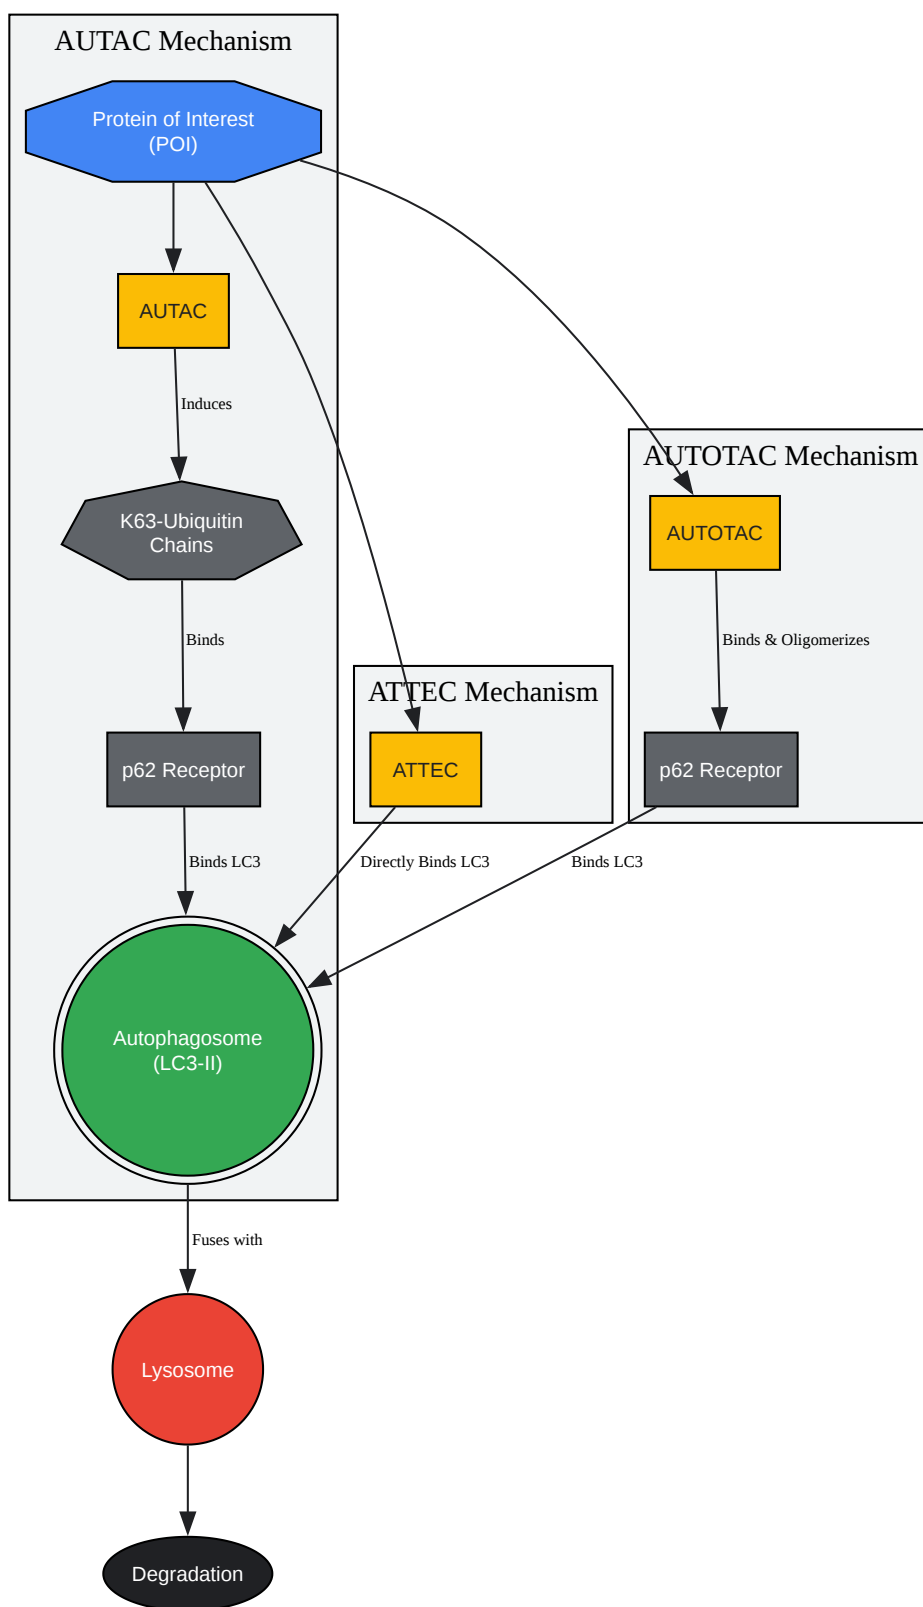 AUTAC Mechanism
Protein of Interest
(POI)
AUTAC
Induces
AUTOTAC Mechanism
K63-Ubiquitin
Chains
AUTOTAC
Binds
Binds & Oligomerizes
ATTEC Mechanism
p62 Receptor
ATTEC
p62 Receptor
Binds LC3
Directly Binds LC3
Binds LC3
Autophagosome
(LC3-II)
Fuses with
Lysosome
Degradation